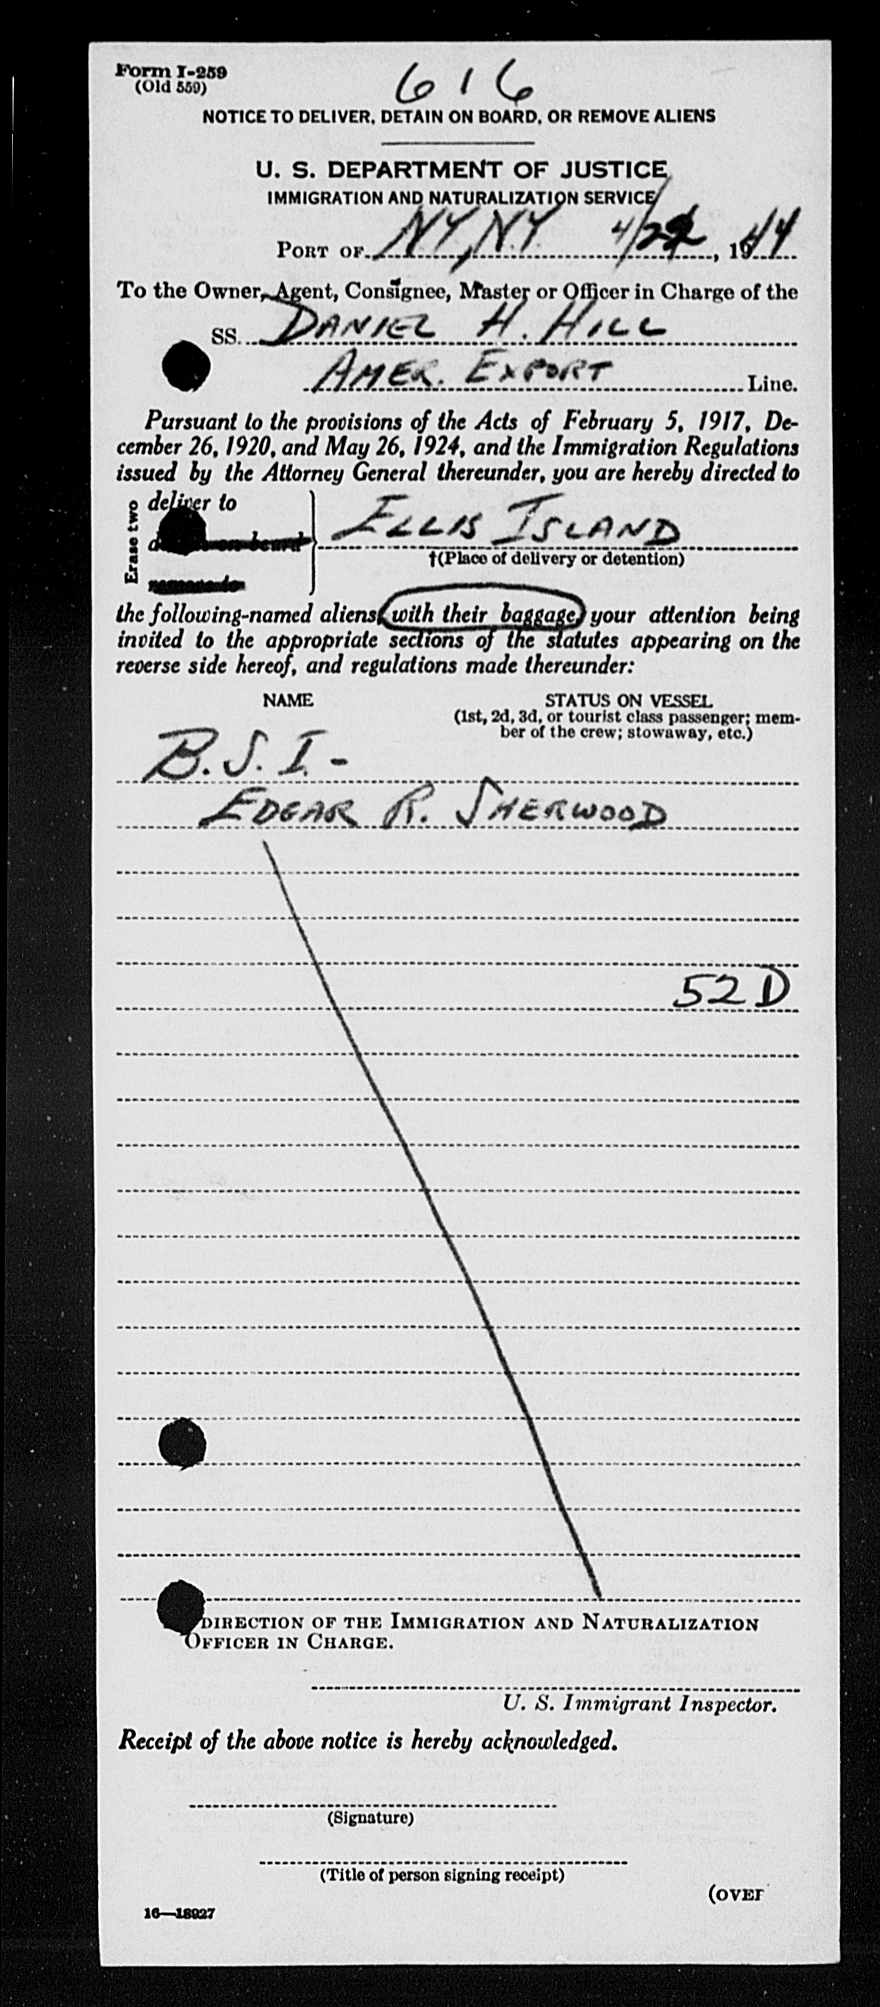 Form I-259
(Old 559)
616
NOTICE TO DELIVER, DETAIN ON BOARD, OR REMOVE ALIENS
U. S. DEPARTMENT OF JUSTICE
IMMIGRATION AND NATURALIZATION SERVICE
PORT OF NY, N.Y. 4/22, 1944
To the Owner, Agent, Consignee, Master or Officer in Charge of the
SS. DANIEL H. HILL
AMER. EXPORT Line.
Pursuant to the provisions of the Acts of February 5, 1917, De-
cember 26, 1920, and May 26, 1924, and the Immigration Regulations
issued by the Attorney General thereunder, you are hereby directed to
Erase two
deliver to
ELLIS ISLAND
†(Place of delivery or detention)
the following-named aliens, with their baggage, your attention being
invited to the appropriate sections of the statutes appearing on the
reverse side hereof, and regulations made thereunder:
NAME STATUS ON VESSEL
(1st, 2d, 3d, or tourist class passenger; mem-
ber of the crew; stowaway, etc.)
B.S.I-
EDGAR R. SHERWOOD
52D
DIRECTION OF THE IMMIGRATION AND NATURALIZATION
OFFICER IN CHARGE.
U. S. Immigrant Inspector.
Receipt of the above notice is hereby acknowledged.
(Signature)
(Title of person signing receipt)
(OVER
16—18927